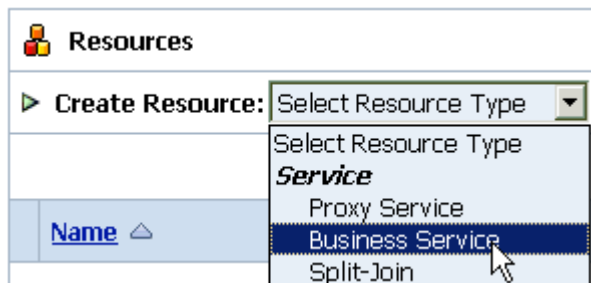 Resources
Create Resource: Select Resource Type
Select Resource Type
Service
Proxy Service
Name
Business Service
Split-Join